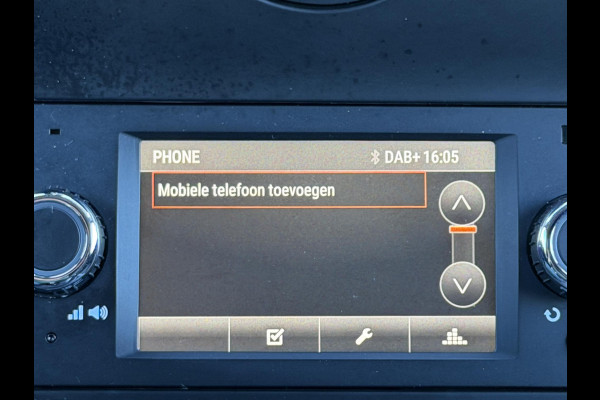 PHONE DAB+ 16:05
Mobiele telefoon toevoegen